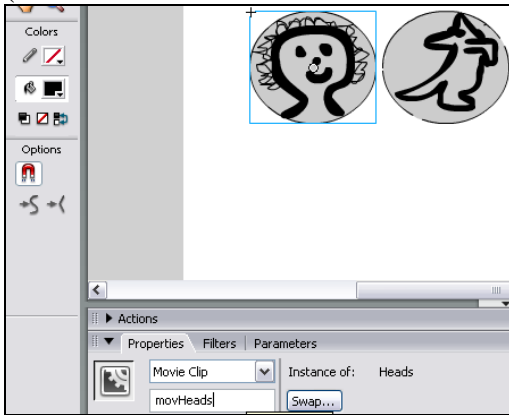 Colors
Options
Actions
Properties Filters Parameters
Movie Clip Instance of: Heads
movHeads Swap...